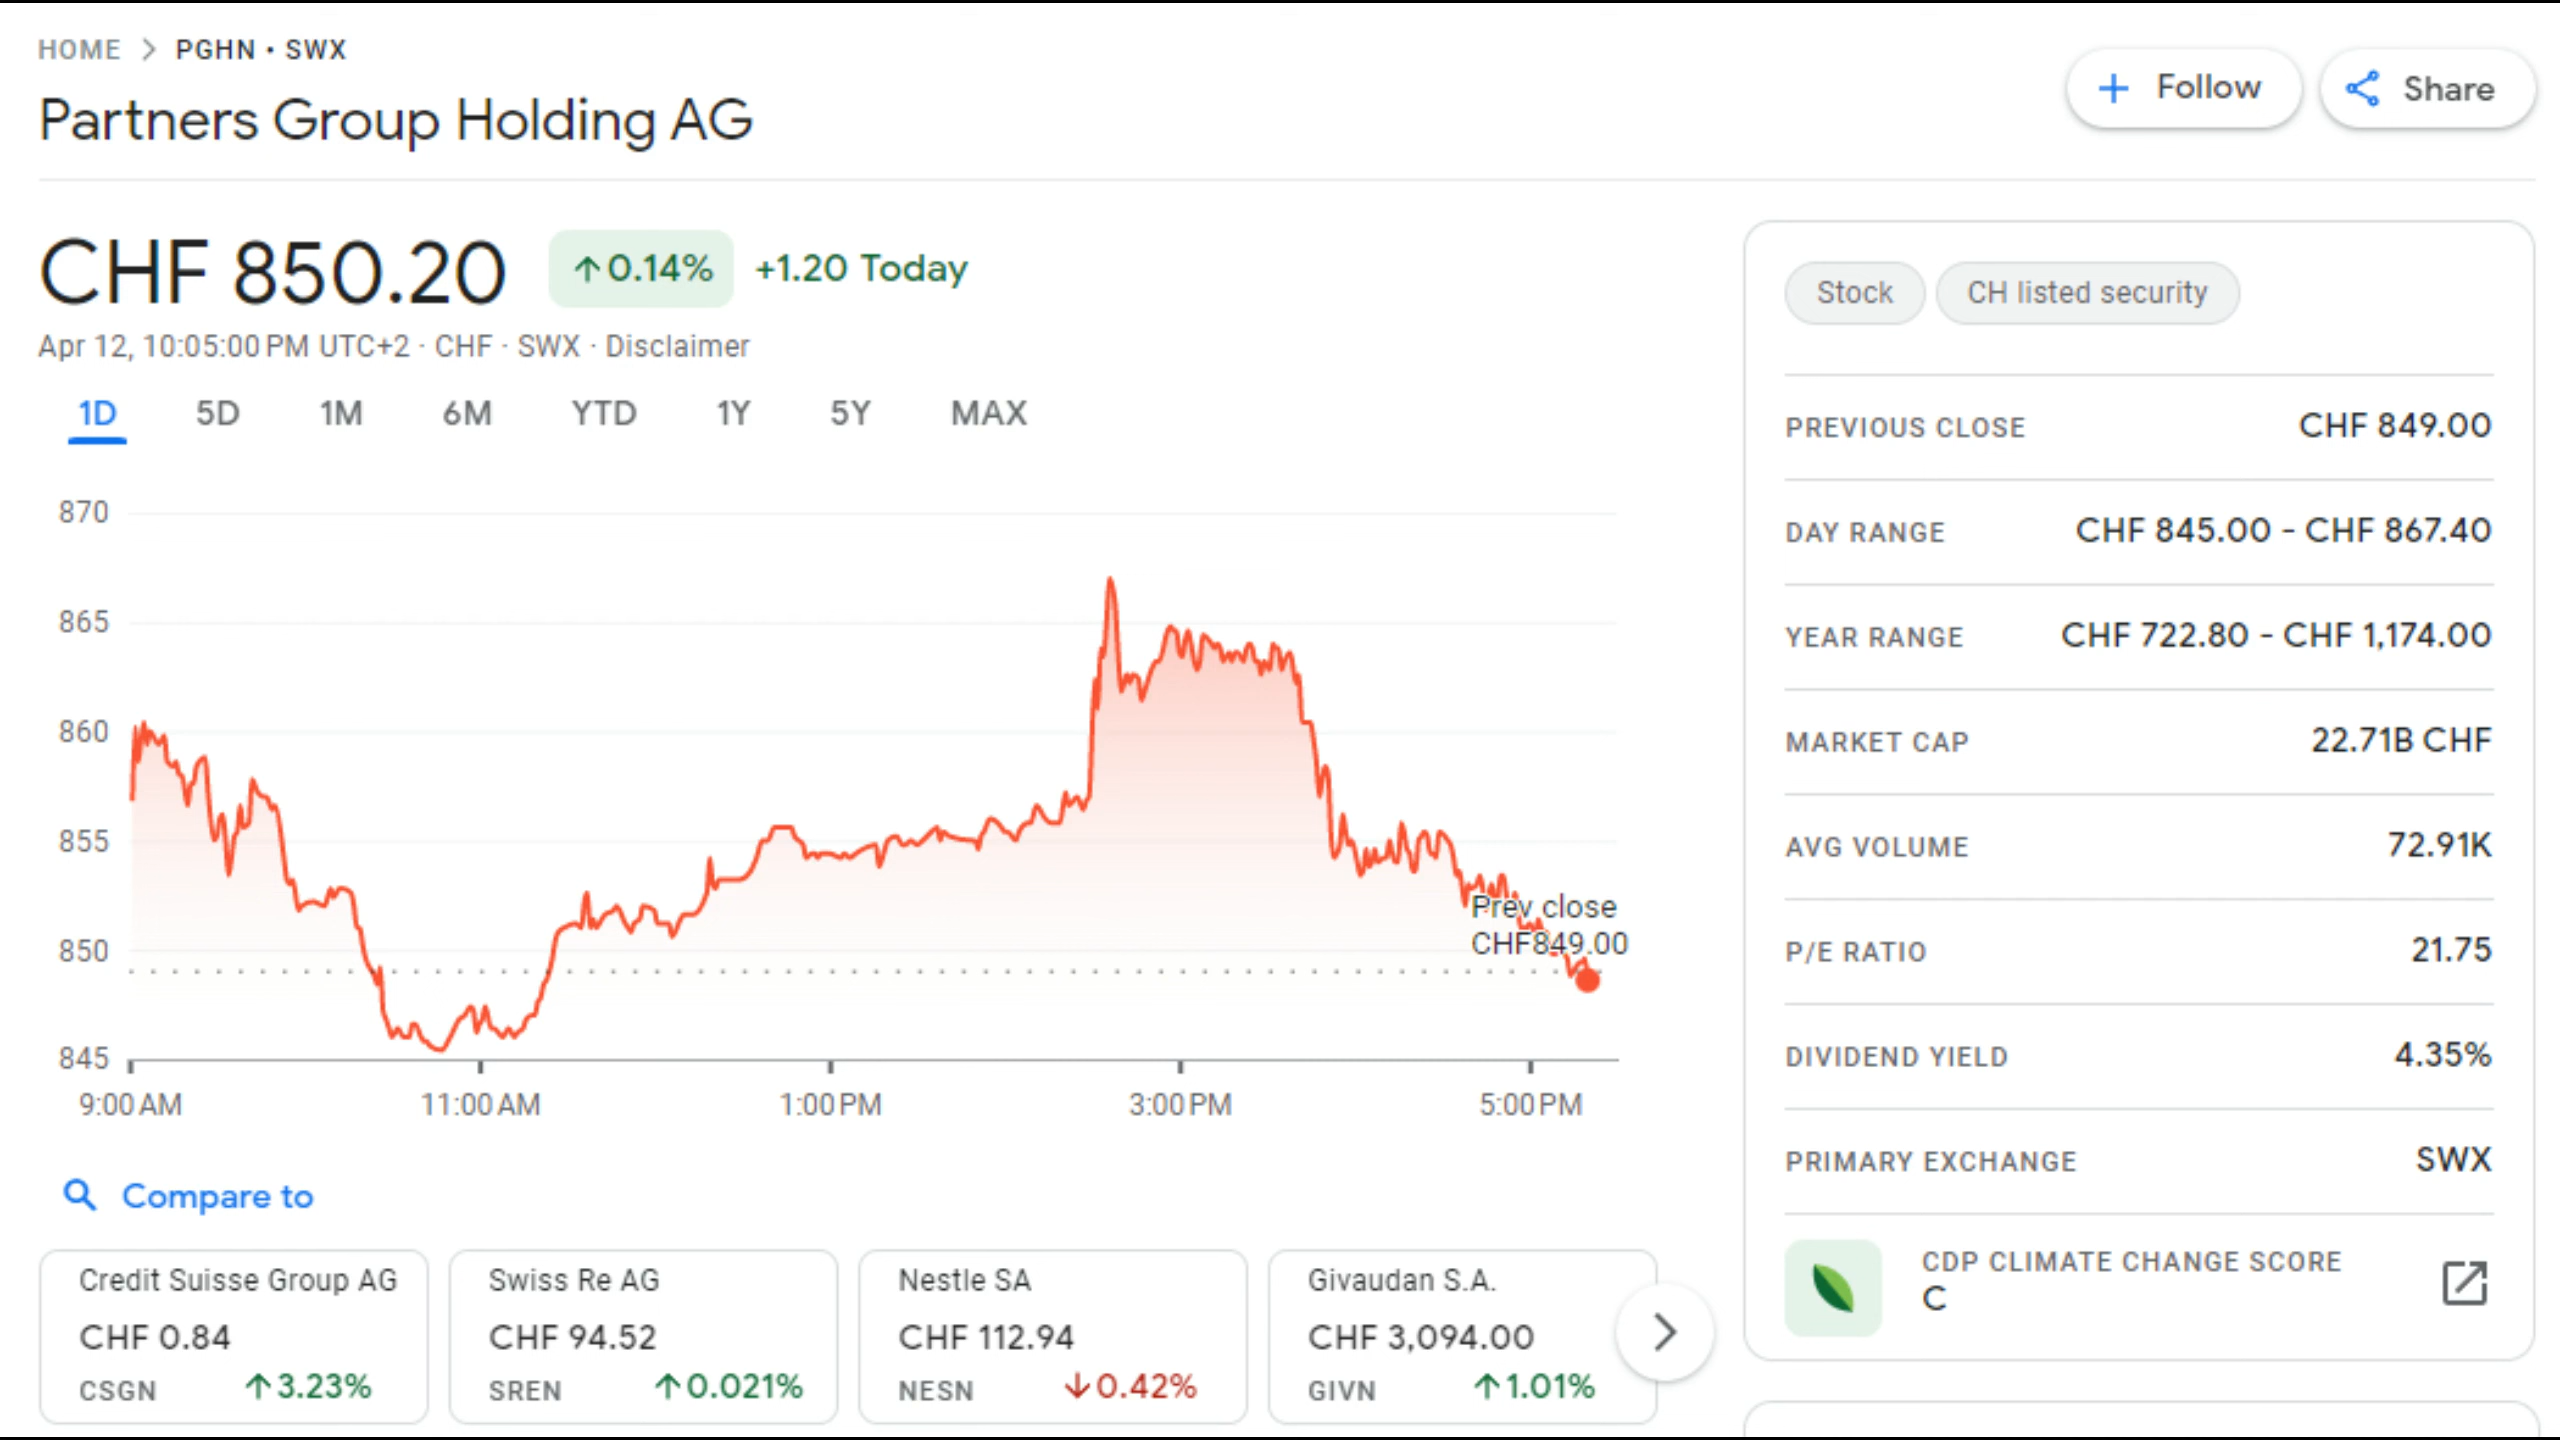 HOME > PGHN • SWX
Partners Group Holding AG
Follow
Share
CHF 850.20
↑0.14%
+1.20 Today
Apr 12, 10:05:00 PM UTC+2 · CHF · SWX · Disclaimer
1D
5D
1M
6M
YTD
1Y
5Y
MAX
870
865
860
855
850
845
Prev close
CHF849.00
9:00 AM
11:00 AM
1:00 PM
3:00 PM
5:00 PM
Compare to
Credit Suisse Group AG
CHF 0.84
CSGN
↑3.23%
Swiss Re AG
CHF 94.52
SREN
↑0.021%
Nestle SA
CHF 112.94
NESN
↓0.42%
Givaudan S.A.
CHF 3,094.00
GIVN
↑1.01%
Stock
CH listed security
PREVIOUS CLOSE
CHF 849.00
DAY RANGE
CHF 845.00 - CHF 867.40
YEAR RANGE
CHF 722.80 - CHF 1,174.00
MARKET CAP
22.71B CHF
AVG VOLUME
72.91K
P/E RATIO
21.75
DIVIDEND YIELD
4.35%
PRIMARY EXCHANGE
SWX
CDP CLIMATE CHANGE SCORE
C